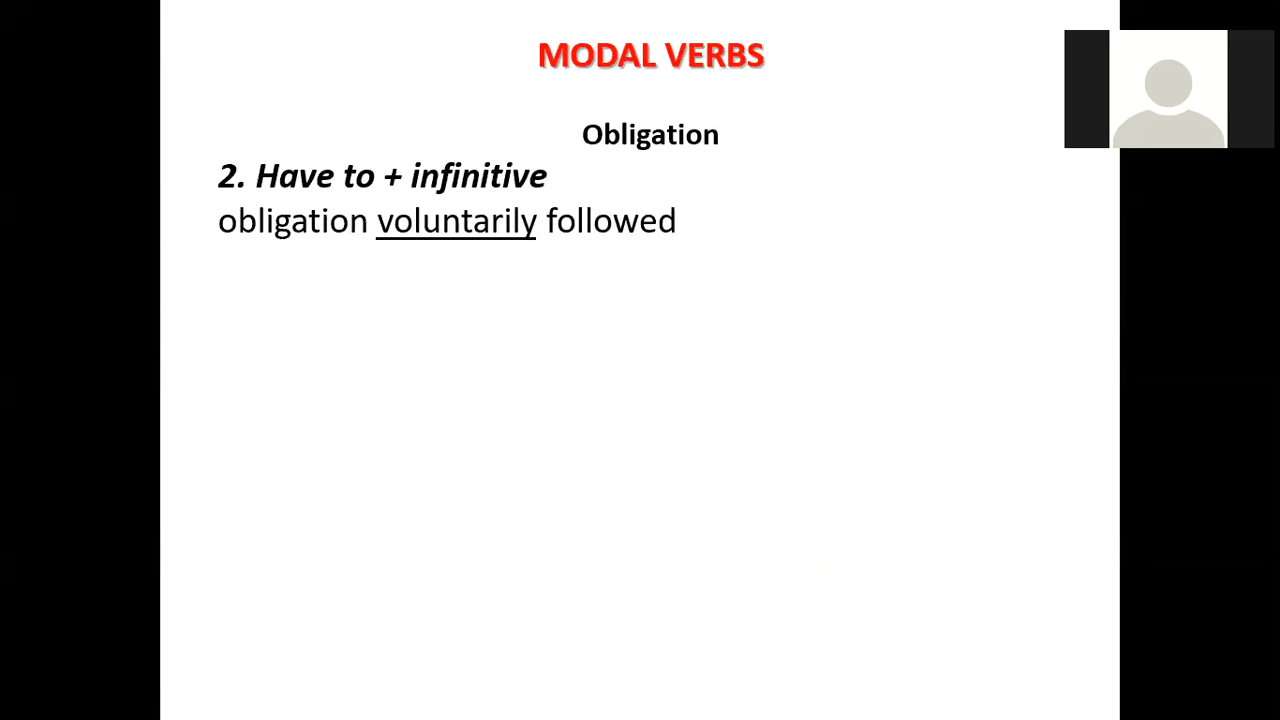 MODAL VERBS
Obligation
2. Have to + infinitive
obligation voluntarily followed